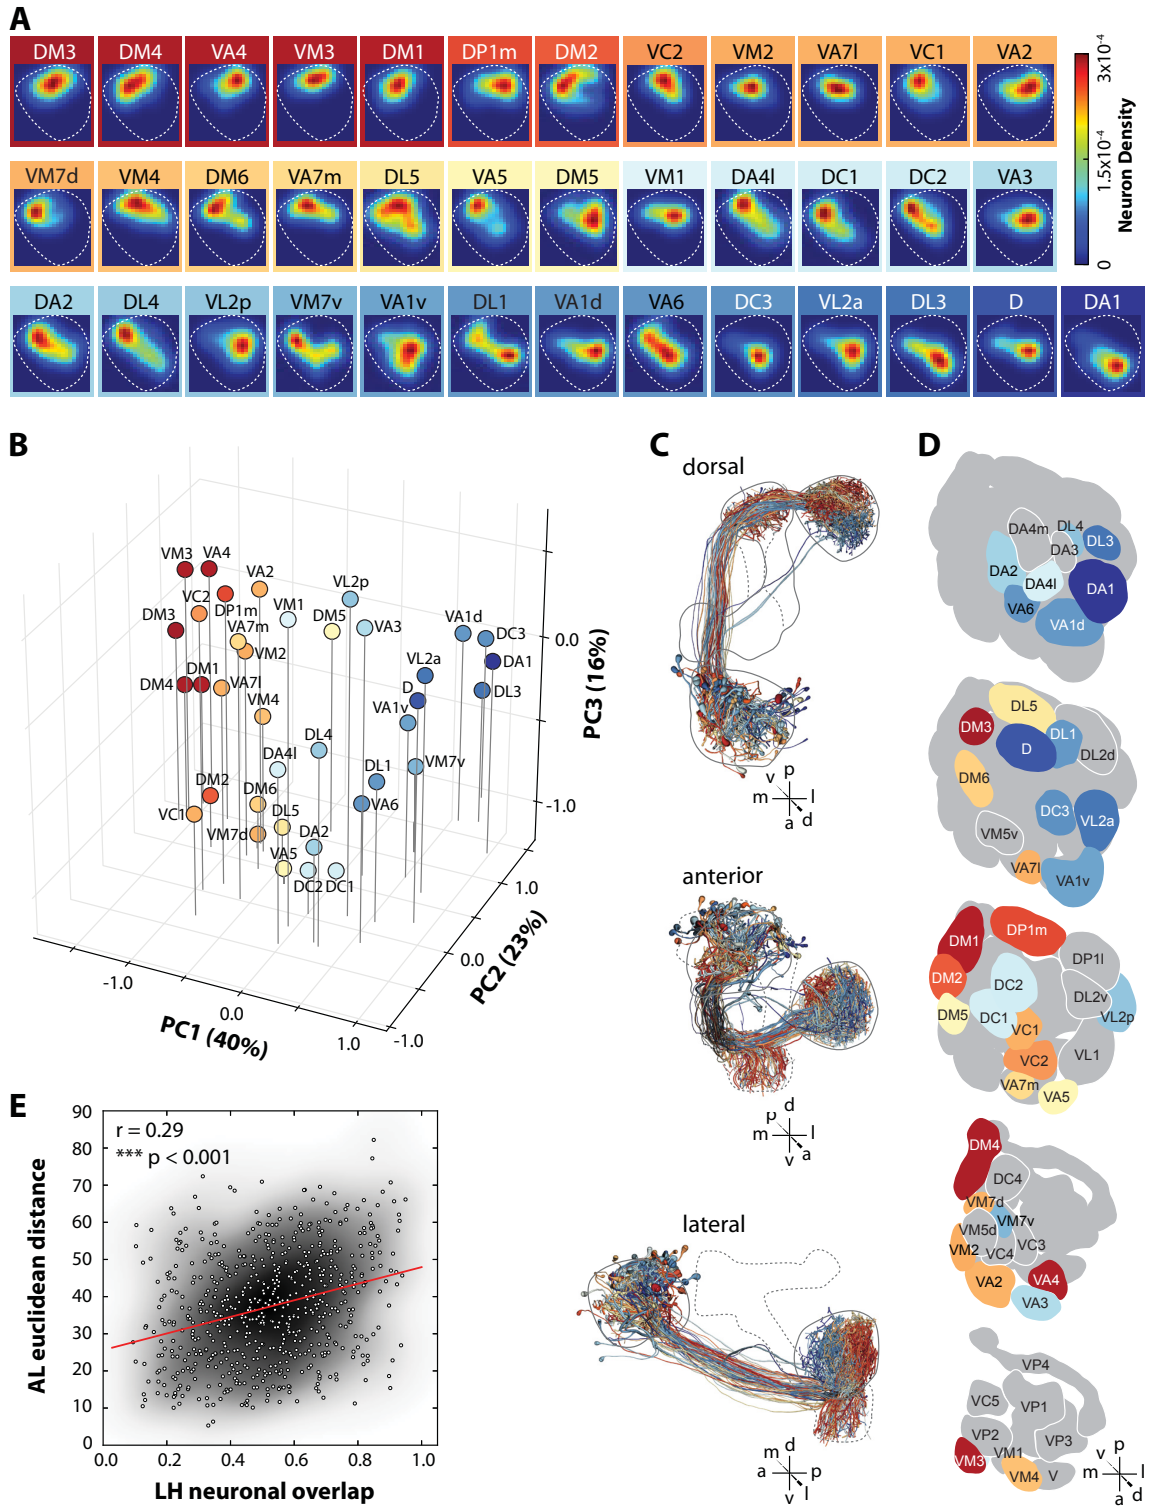 A
DM3 DM4 VA4 VM3 DM1 DP1m DM2 VC2 VM2 VA7l VC1 VA2
VM7d VM4 DM6 VA7m DL5 VA5 DM5 VM1 DA4l DC1 DC2 VA3
DA2 DL4 VL2p VM7v VA1v DL1 VA1d VA6 DC3 VL2a DL3 D DA1
3x10-4
1.5x10-4
0
Neuron Density
B
VM3 VA4
VA2
VL2p
VC2
DP1m
VM1
DM5
VA3
VA1d
DC3
DM3
VA7m
VM2
DA1
VL2a
DM4
DM1
VA7l
D
DL3
VM4
VA1v
DL4
DA4l
DL1
VM7v
DM2
DM6
VA6
VC1
DL5
VM7d
DA2
VA5
DC2 DC1
0.0
-1.0
PC3 (16%)
1.0
0.0
-1.0
PC2 (23%)
-1.0
0.0
1.0
PC1 (40%)
C
dorsal
v p
m l
a d
anterior
p d
m l
v a
lateral
m d
a p
v l
D
DA4m
DL4
DL3
DA3
DA2
DA4l
DA1
VA6
VA1d
DL5
DM3
DL1
D
DL2d
DM6
DC3
VL2a
VM5v
VA7l
VA1v
DP1m
DM1
DP1l
DM2
DC2
DL2v
DM5
DC1
VL2p
VC1
VC2
VL1
VA7m
VA5
DM4
DC4
VM7d
VM7v
VM5d
VC3
VM2
VC4
VA2
VA4
VA3
VP4
VC5
VP1
VP2
VP3
VM1
VM3
VM4
V
v p
m l
a d
E
r = 0.29
*** p < 0.001
90
80
70
60
50
40
30
20
10
0
AL euclidean distance
0.0 0.2 0.4 0.6 0.8 1.0
LH neuronal overlap